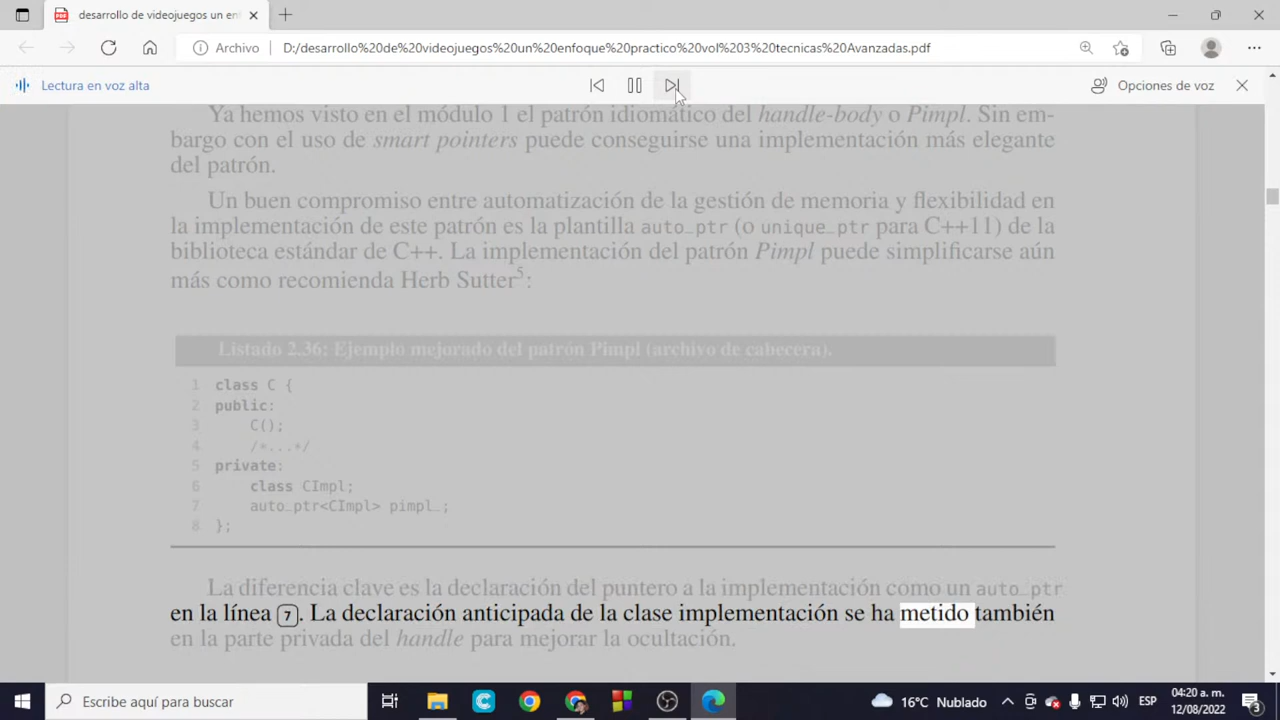 desarrollo de videojuegos un en
Archivo
D:/desarrollo%20de%20videojuegos%20un%20enfoque%20practico%20vol%203%20tecnicas%20Avanzadas.pdf
Lectura en voz alta
Opciones de voz
Ya hemos visto en el módulo 1 el patrón idiomático del handle-body o Pimpl. Sin em-
bargo con el uso de smart pointers puede conseguirse una implementación más elegante
del patrón.
Un buen compromiso entre automatización de la gestión de memoria y flexibilidad en
la implementación de este patrón es la plantilla auto_ptr (o unique_ptr para C++11) de la
biblioteca estándar de C++. La implementación del patrón Pimpl puede simplificarse aún
más como recomienda Herb Sutter5:
Listado 2.36: Ejemplo mejorado del patrón Pimpl (archivo de cabecera).
1 class C {
2 public:
3 C();
4 /*...*/
5 private:
6 class CImpl;
7 auto_ptr<CImpl> pimpl_;
8 };
La diferencia clave es la declaración del puntero a la implementación como un auto_ptr
en la línea 7. La declaración anticipada de la clase implementación se ha metido también
en la parte privada del handle para mejorar la ocultación.
Escribe aquí para buscar
16°C Nublado
ESP
04:20 a. m.
12/08/2022
3